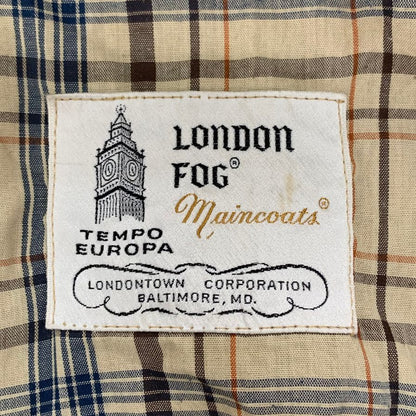 LONDON
FOG®
Maincoats®
TEMPO
EUROPA
LONDONTOWN CORPORATION
BALTIMORE, MD.